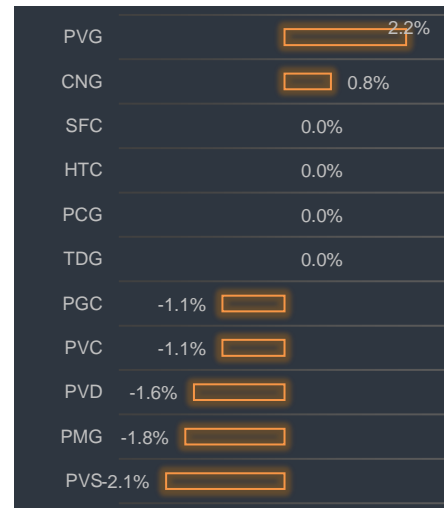 PVG 2.2%
CNG 0.8%
SFC 0.0%
HTC 0.0%
PCG 0.0%
TDG 0.0%
PGC -1.1%
PVC -1.1%
PVD -1.6%
PMG -1.8%
PVS -2.1%